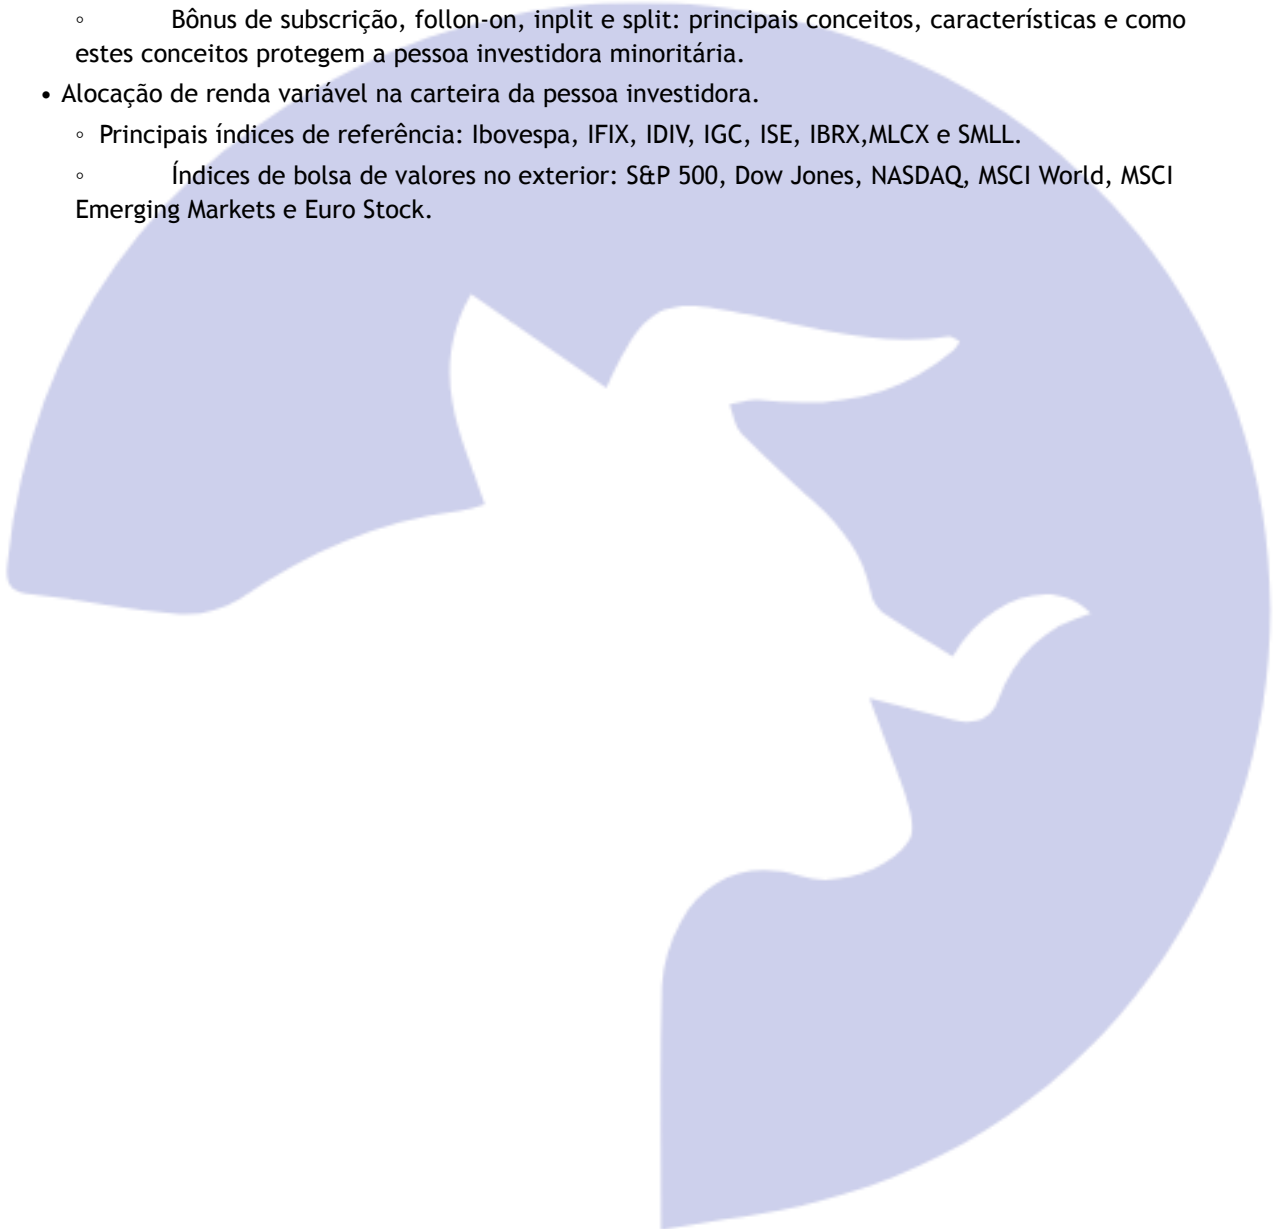 ◦ Bônus de subscrição, follon-on, inplit e split: principais conceitos, características e como
estes conceitos protegem a pessoa investidora minoritária.
• Alocação de renda variável na carteira da pessoa investidora.
◦ Principais índices de referência: Ibovespa, IFIX, IDIV, IGC, ISE, IBRX,MLCX e SMLL.
◦ Índices de bolsa de valores no exterior: S&P 500, Dow Jones, NASDAQ, MSCI World, MSCI
Emerging Markets e Euro Stock.